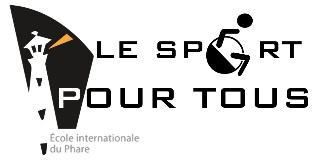 LE SPORT
POUR TOUS
École internationale
du Phare